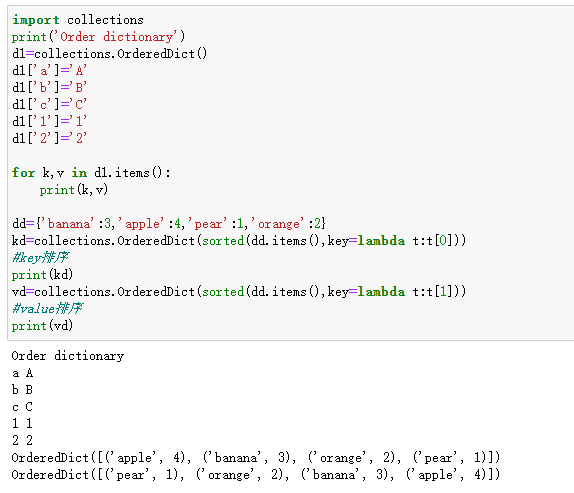 import collections
print('Order dictionary')
d1=collections.OrderedDict()
d1['a']='A'
d1['b']='B'
d1['c']='C'
d1['1']='1'
d1['2']='2'

for k,v in d1.items():
    print(k,v)

dd={'banana':3,'apple':4,'pear':1,'orange':2}
kd=collections.OrderedDict(sorted(dd.items(),key=lambda t:t[0]))
#key排序
print(kd)
vd=collections.OrderedDict(sorted(dd.items(),key=lambda t:t[1]))
#value排序
print(vd)

Order dictionary
a A
b B
c C
1 1
2 2
OrderedDict([('apple', 4), ('banana', 3), ('orange', 2), ('pear', 1)])
OrderedDict([('pear', 1), ('orange', 2), ('banana', 3), ('apple', 4)])